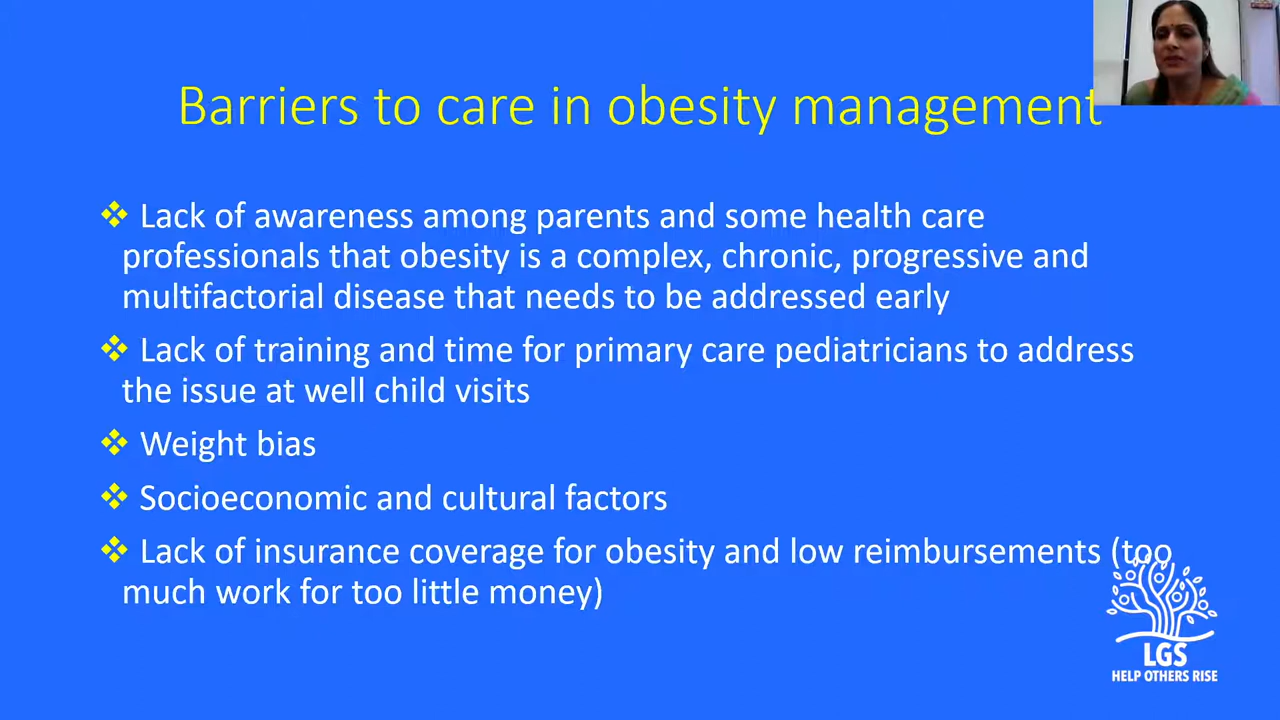 Barriers to care in obesity management
❖ Lack of awareness among parents and some health care
professionals that obesity is a complex, chronic, progressive and
multifactorial disease that needs to be addressed early
❖ Lack of training and time for primary care pediatricians to address
the issue at well child visits
❖ Weight bias
❖ Socioeconomic and cultural factors
❖ Lack of insurance coverage for obesity and low reimbursements (too
much work for too little money)
LGS
HELP OTHERS RISE